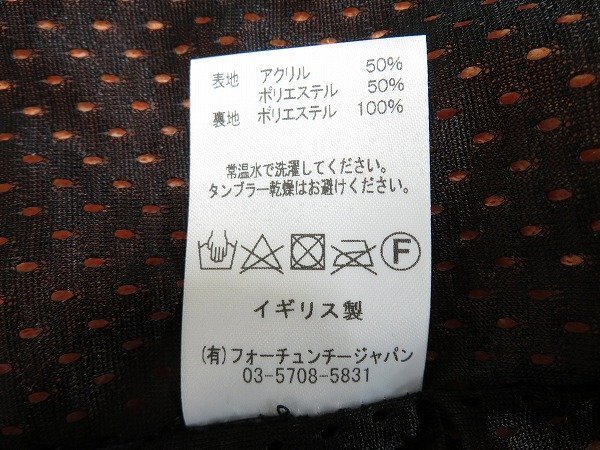 表地 アクリル 50%
ポリエステル 50%
裏地 ポリエステル 100%
常温水で洗濯してください。
タンブラー乾燥はお避けください。
F
イギリス製
(有)フォーチュンチージャパン
03-5708-5831